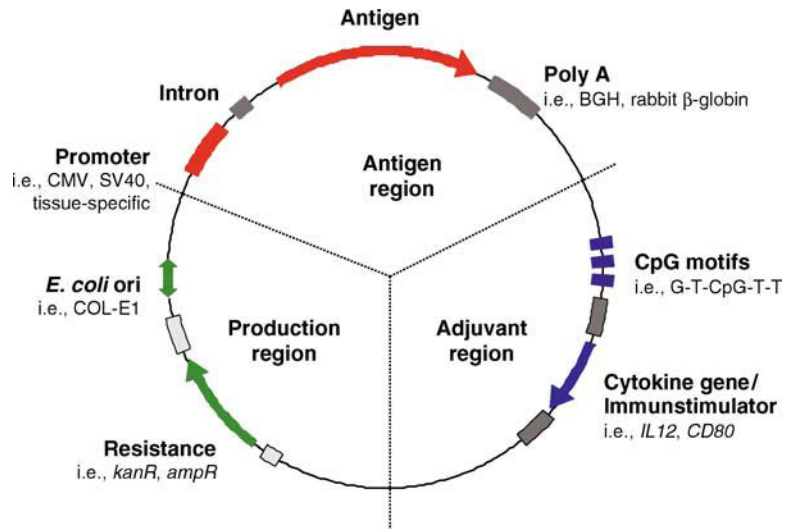 Antigen
Intron
Poly A
i.e., BGH, rabbit β-globin
Promoter
i.e., CMV, SV40,
tissue-specific
Antigen
region
E. coli ori
i.e., COL-E1
CpG motifs
i.e., G-T-CpG-T-T
Production
region
Adjuvant
region
Cytokine gene/
Immunstimulator
i.e., IL12, CD80
Resistance
i.e., kanR, ampR